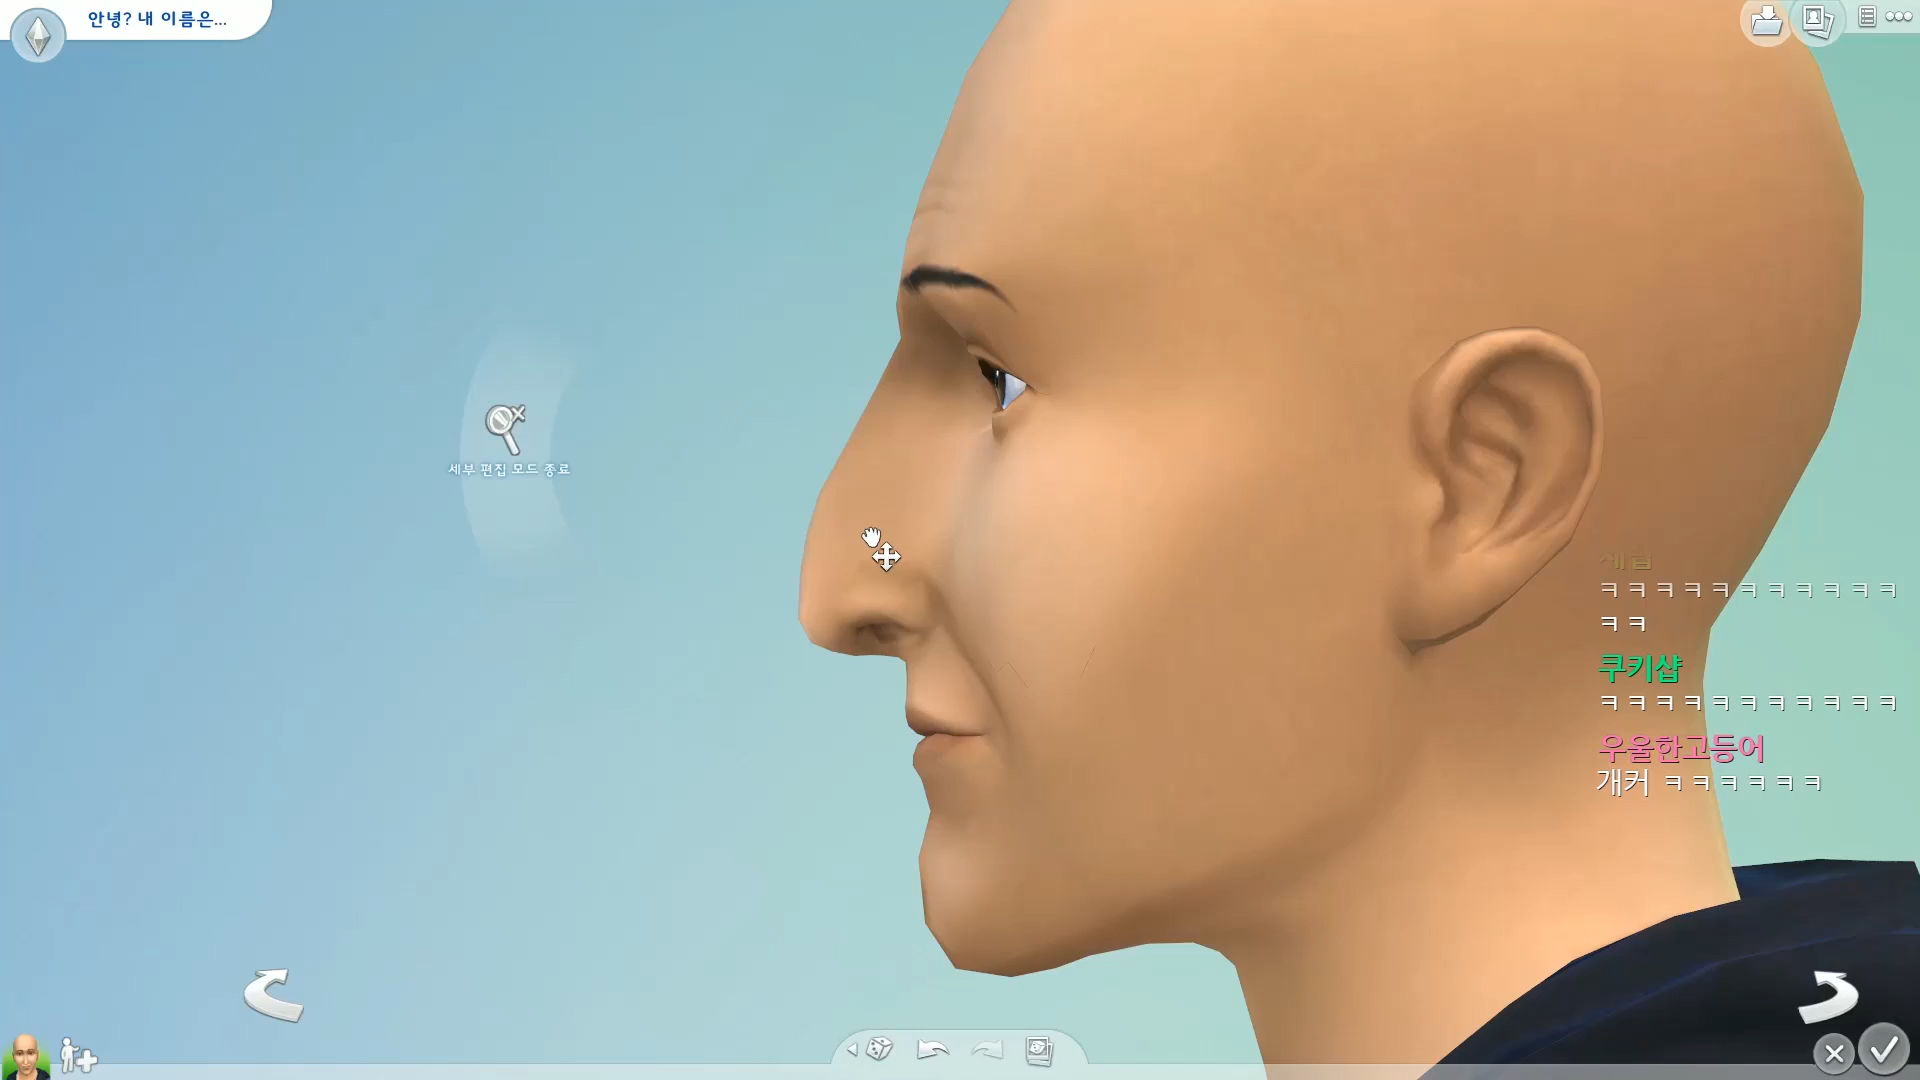 안녕? 내 이름은...
세부 편집 모드 종료
ㅋㅋㅋㅋㅋㅋㅋㅋㅋㅋㅋ
ㅋㅋ
쿠키샵
ㅋㅋㅋㅋㅋㅋㅋㅋㅋㅋㅋ
우울한고등어
개커 ㅋㅋㅋㅋㅋㅋ